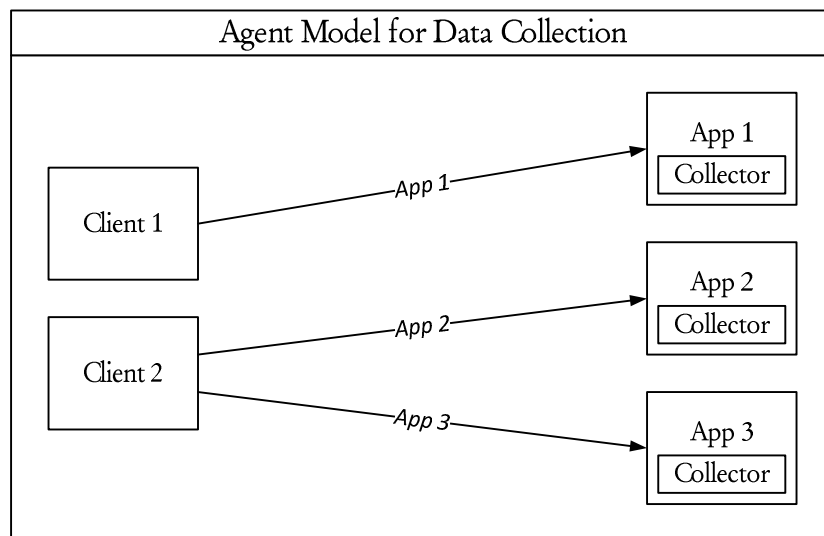 Agent Model for Data Collection
App 1
Collector
Client 1
App 1
App 2
Collector
App 2
Client 2
App 3
App 3
Collector